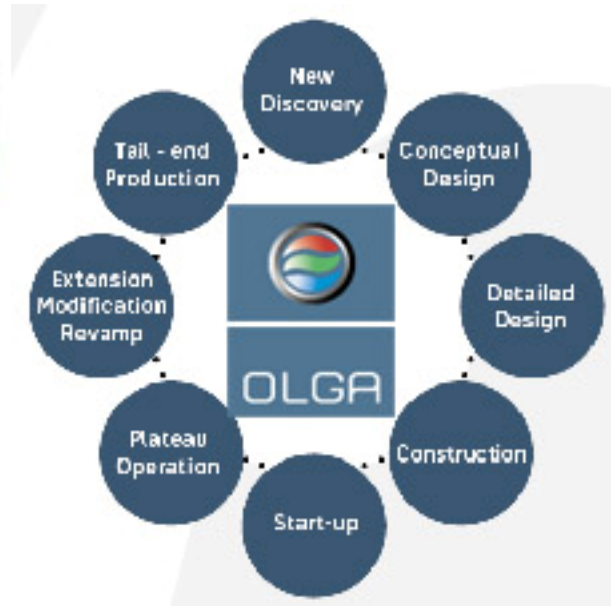 New
Discovery
Conceptual
Design
Detailed
Design
Construction
Start-up
Plateau
Operation
Extension
Modification
Revamp
Tail - end
Production
OLGA